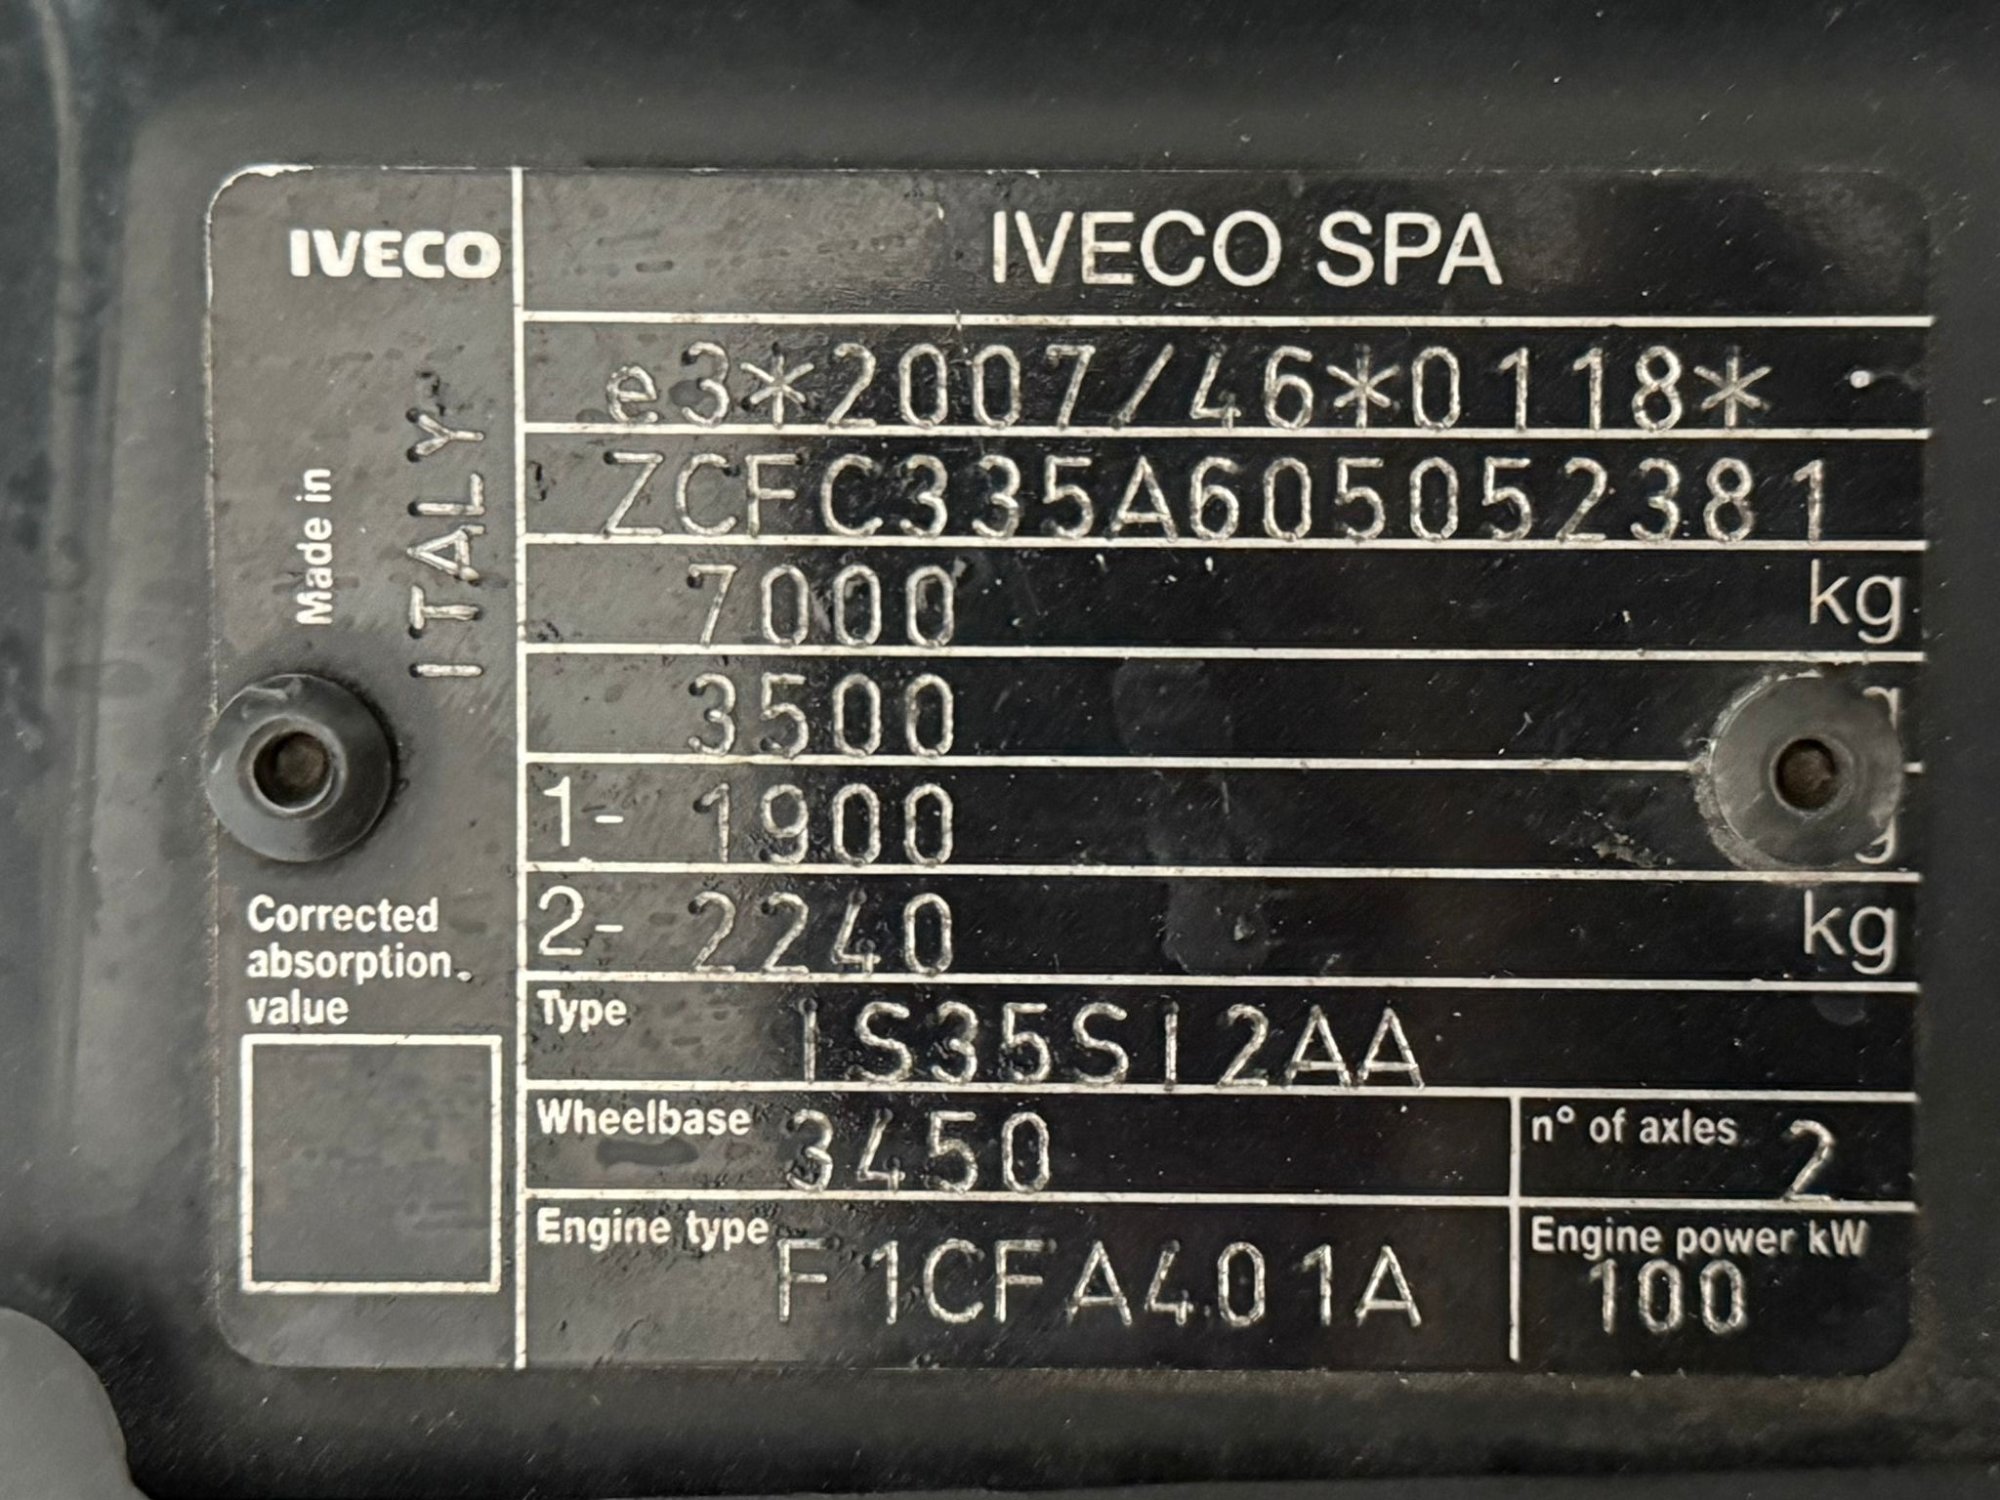 IVECO
IVECO SPA
Made in
ITALY
e3*2007/46*0118*
ZCFC335A605052381
7000 kg
3500
1- 1900
2- 2240 kg
Corrected
absorption
value
Type IS35SI2AA
Wheelbase 3450
n° of axles 2
Engine type F1CFA401A
Engine power kW
100